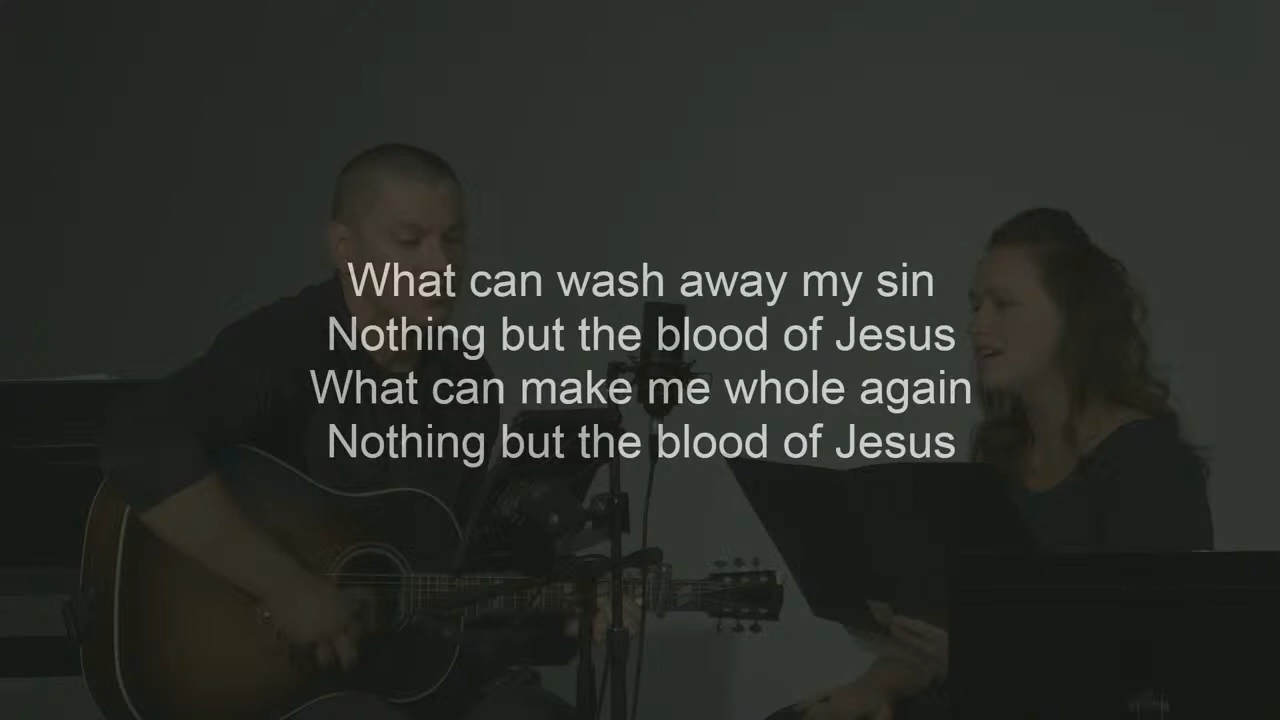 What can wash away my sin
Nothing but the blood of Jesus
What can make me whole again
Nothing but the blood of Jesus